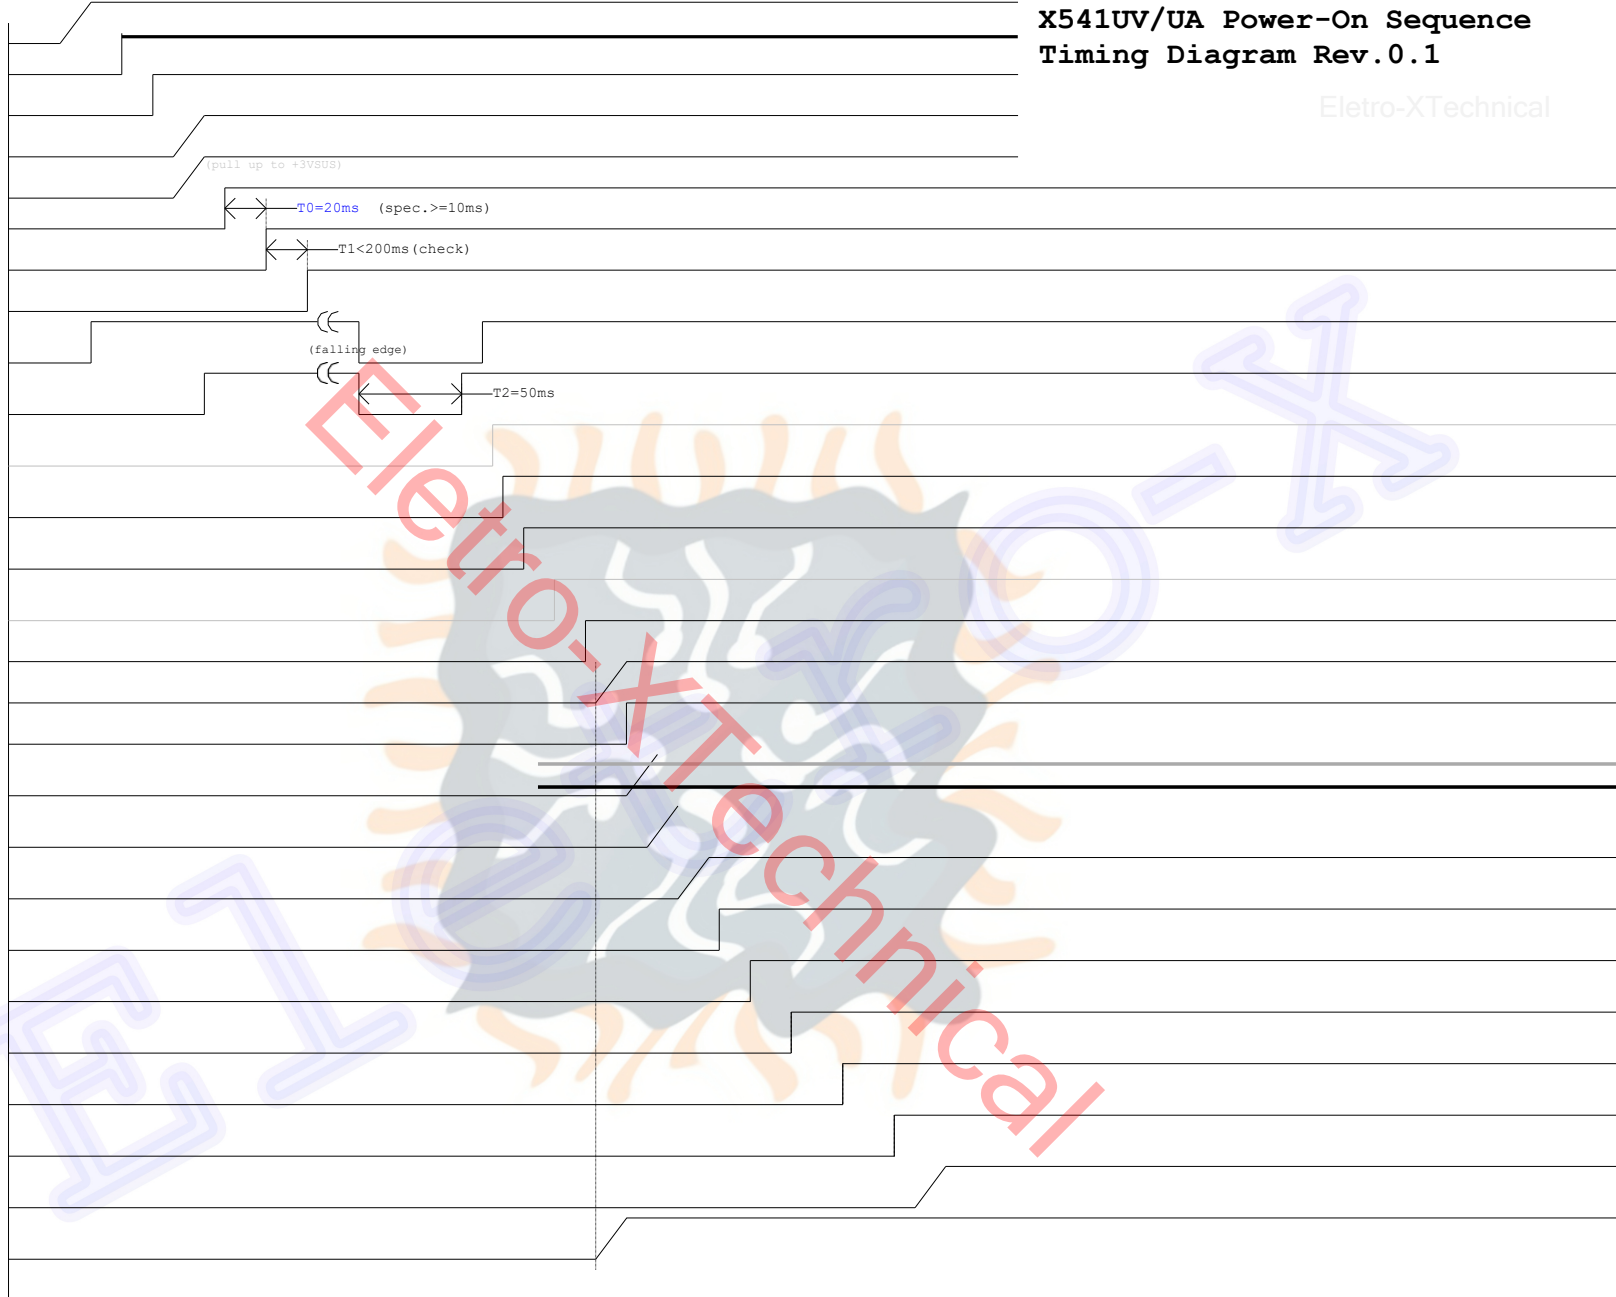 X541UV/UA Power-On Sequence
Timing Diagram Rev.0.1
Eletro-XTechnical
(pull up to +3VSUS)
T0=20ms (spec.>=10ms)
T1<200ms(check)
(falling edge)
T2=50ms
Eletro-XTechnical
Eletro-X